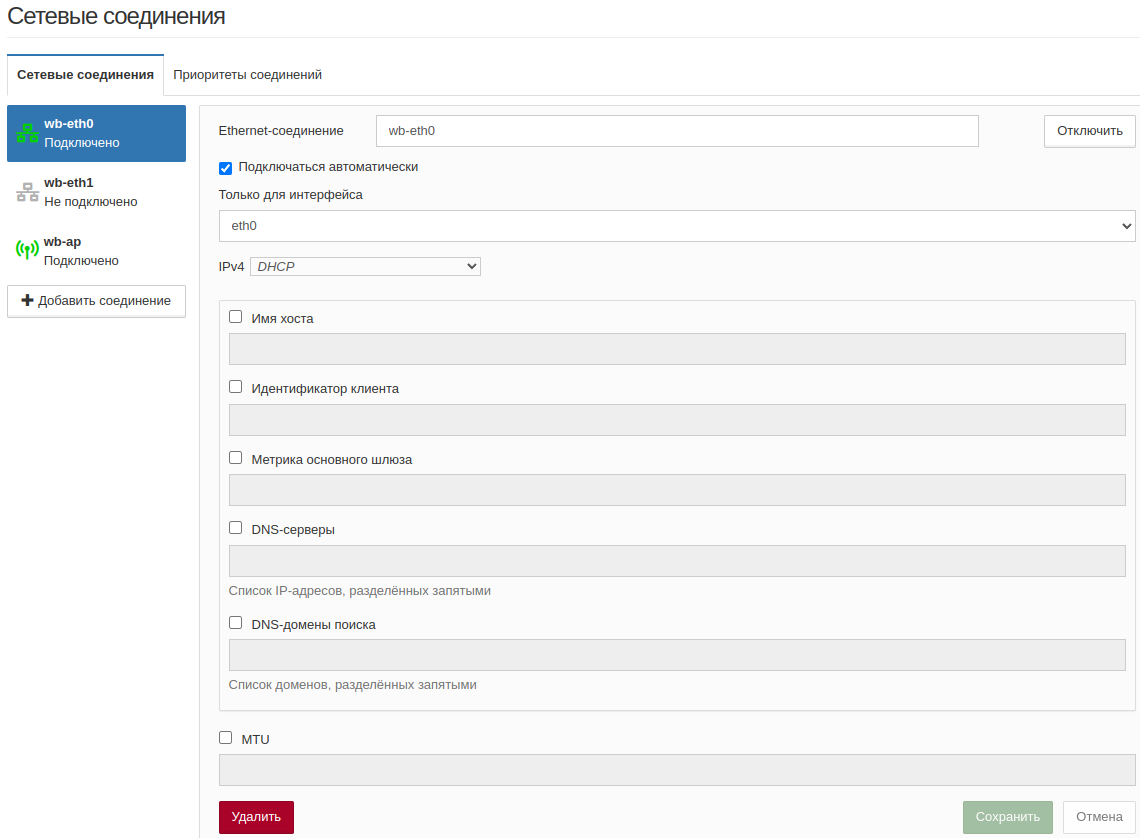 Сетевые соединения
Сетевые соединения Приоритеты соединений
wb-eth0
Подключено
wb-eth1
Не подключено
wb-ap
Подключено
Добавить соединение
Ethernet-соединение wb-eth0 Отключить
Подключаться автоматически
Только для интерфейса
eth0
IPv4 DHCP
Имя хоста
Идентификатор клиента
Метрика основного шлюза
DNS-серверы
Список IP-адресов, разделённых запятыми
DNS-домены поиска
Список доменов, разделённых запятыми
MTU
Удалить Сохранить Отмена